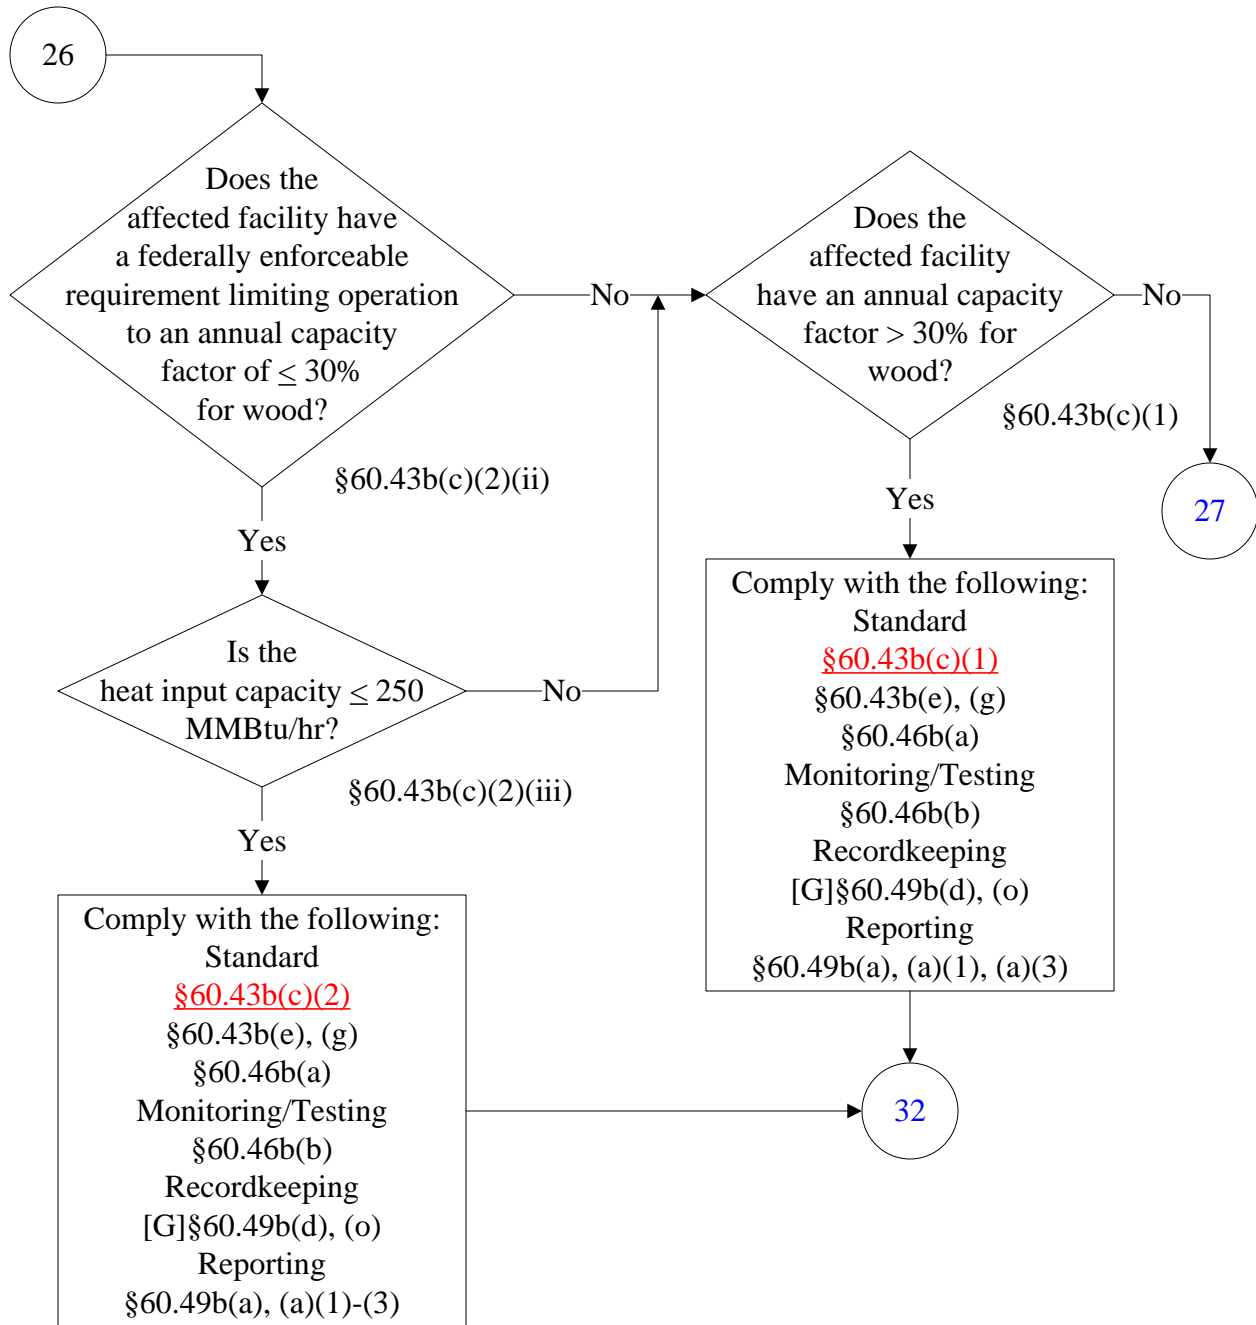 26
Does the
affected facility have
a federally enforceable
requirement limiting operation
to an annual capacity
factor of ≤ 30%
for wood?
§60.43b(c)(2)(ii)
No
Yes
Is the
heat input capacity ≤ 250
MMBtu/hr?
§60.43b(c)(2)(iii)
No
Yes
Comply with the following:
Standard
§60.43b(c)(2)
§60.43b(e), (g)
§60.46b(a)
Monitoring/Testing
§60.46b(b)
Recordkeeping
[G]§60.49b(d), (o)
Reporting
§60.49b(a), (a)(1)-(3)
Does the
affected facility
have an annual capacity
factor > 30% for
wood?
§60.43b(c)(1)
No
27
Yes
Comply with the following:
Standard
§60.43b(c)(1)
§60.43b(e), (g)
§60.46b(a)
Monitoring/Testing
§60.46b(b)
Recordkeeping
[G]§60.49b(d), (o)
Reporting
§60.49b(a), (a)(1), (a)(3)
32